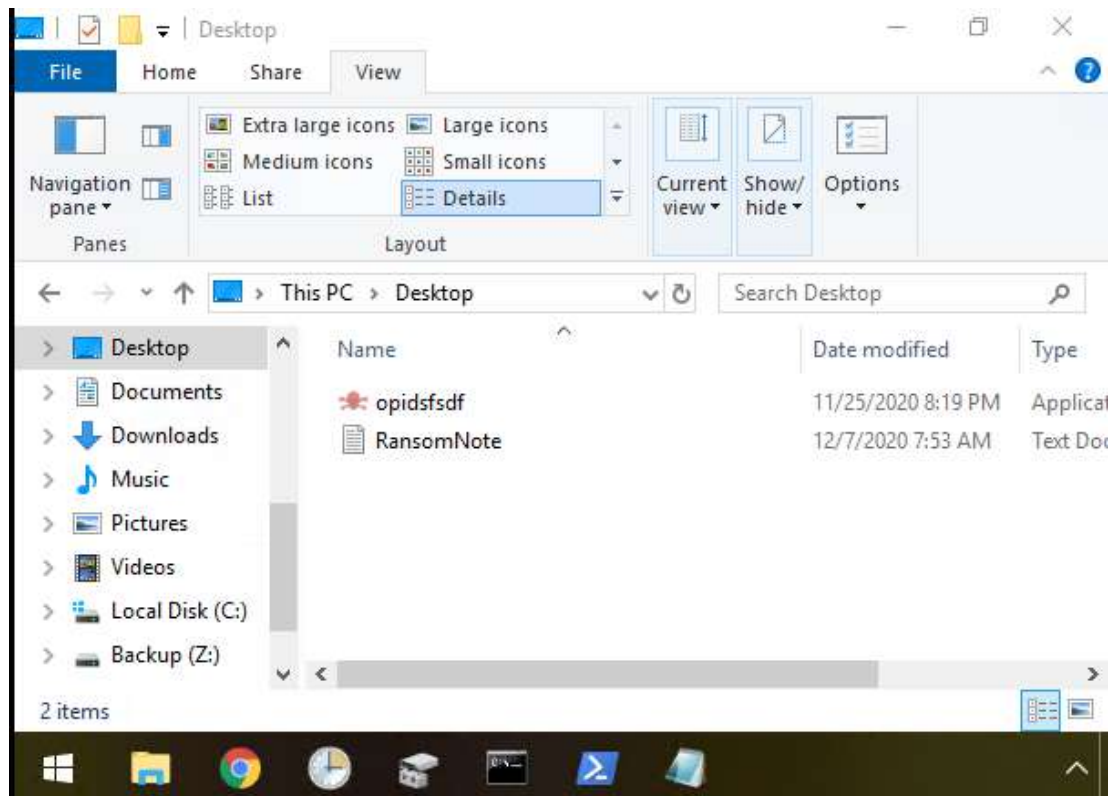 Desktop
File Home Share View
Extra large icons Large icons
Medium icons Small icons
List Details
Navigation pane
Current view
Show/ hide
Options
Panes Layout
This PC > Desktop Search Desktop
Desktop
Documents
Downloads
Music
Pictures
Videos
Local Disk (C:)
Backup (Z:)
Name Date modified Type
opidsfsdf 11/25/2020 8:19 PM Applicat
RansomNote 12/7/2020 7:53 AM Text Doc
2 items